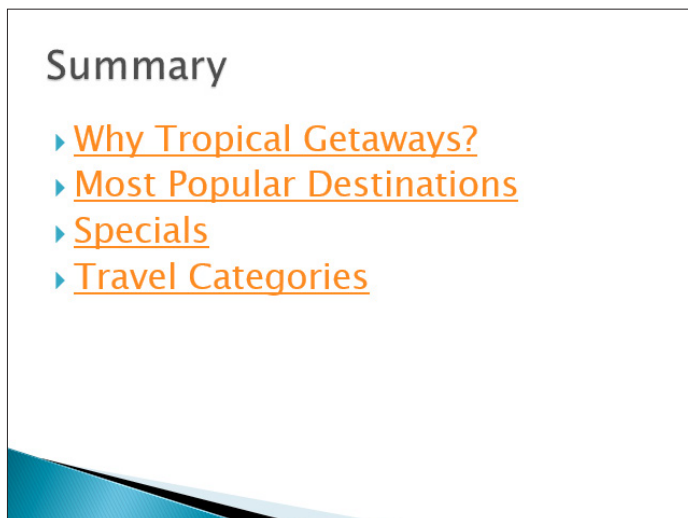 Summary
Why Tropical Getaways?
Most Popular Destinations
Specials
Travel Categories